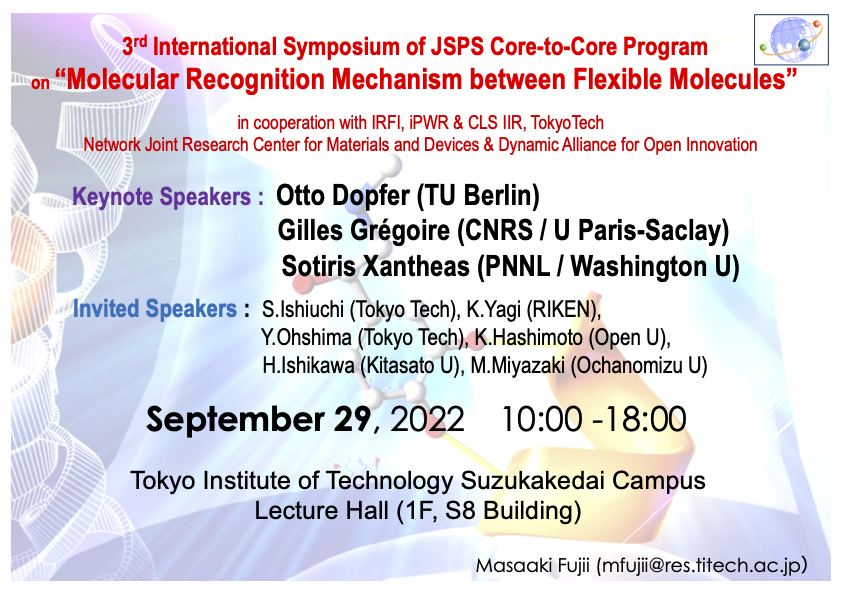 3rd International Symposium of JSPS Core-to-Core Program
on “Molecular Recognition Mechanism between Flexible Molecules”
in cooperation with IRFI, iPWR & CLS IIR, TokyoTech
Network Joint Research Center for Materials and Devices & Dynamic Alliance for Open Innovation
Keynote Speakers : Otto Dopfer (TU Berlin)
Gilles Grégoire (CNRS / U Paris-Saclay)
Sotiris Xantheas (PNNL / Washington U)
Invited Speakers : S.Ishiuchi (Tokyo Tech), K.Yagi (RIKEN),
Y.Ohshima (Tokyo Tech), K.Hashimoto (Open U),
H.Ishikawa (Kitasato U), M.Miyazaki (Ochanomizu U)
September 29, 2022 10:00 -18:00
Tokyo Institute of Technology Suzukakedai Campus
Lecture Hall (1F, S8 Building)
Masaaki Fujii (mfujii@res.titech.ac.jp)